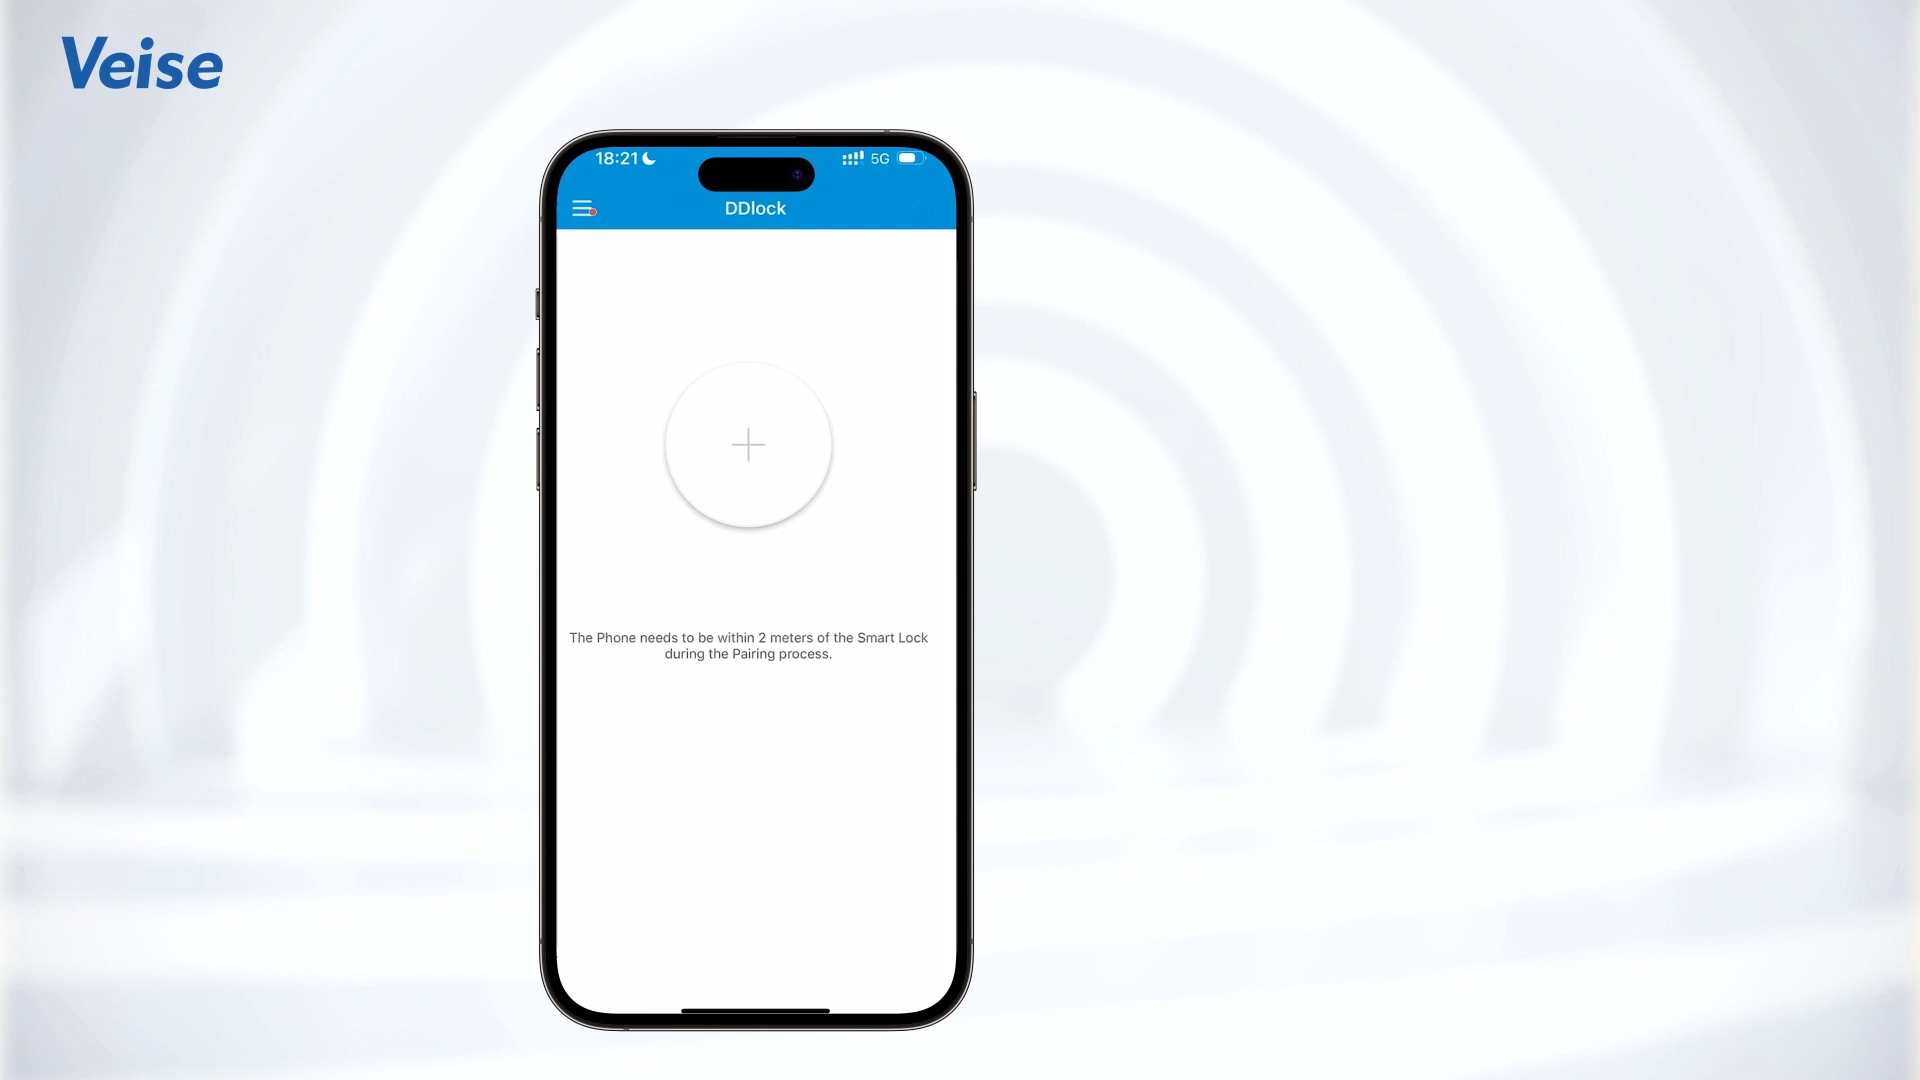 Veise
18:21
5G
DDlock
The Phone needs to be within 2 meters of the Smart Lock
during the Pairing process.